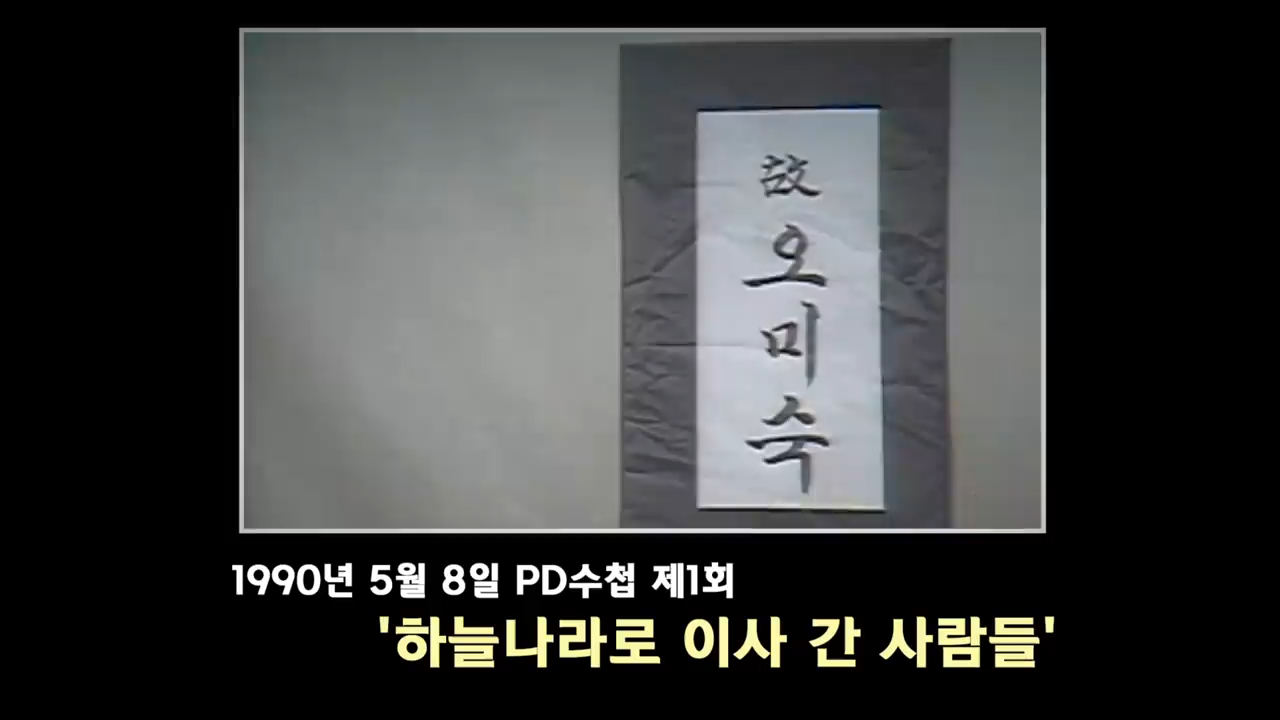 故
오
미
숙
1990년 5월 8일 PD수첩 제1회
'하늘나라로 이사 간 사람들'